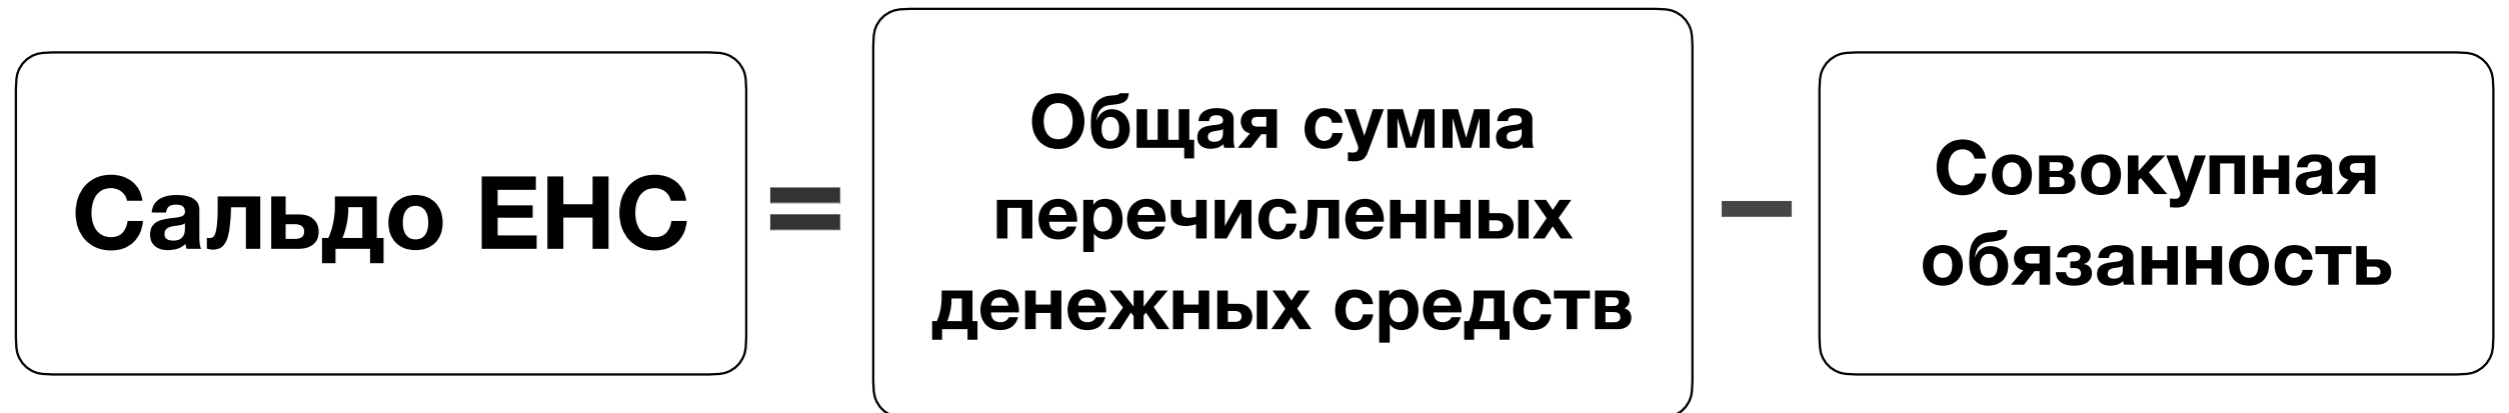 Сальдо ЕНС
=
Общая сумма
перечисленных
денежных средств
–
Совокупная
обязанность